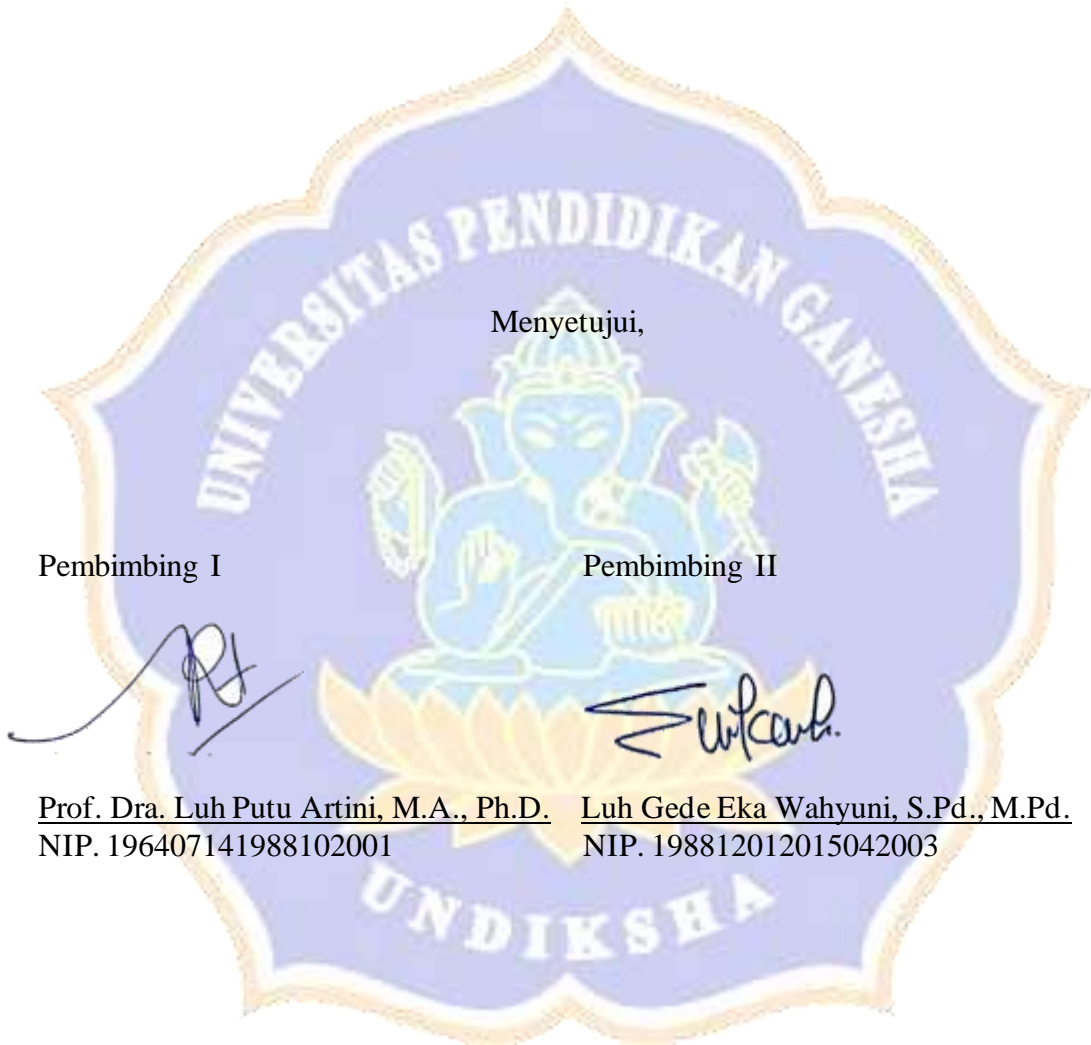 UNIVERSITAS PENDIDIKAN GANESHA
Menyetujui,
Pembimbing I
Pembimbing II
Prof. Dra. Luh Putu Artini, M.A., Ph.D.
NIP. 196407141988102001
Luh Gede Eka Wahyuni, S.Pd., M.Pd.
NIP. 198812012015042003
UNDIKSHA